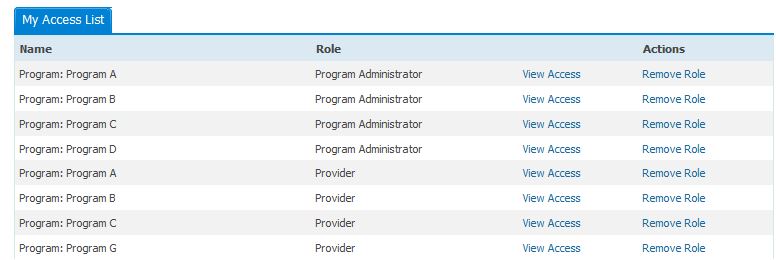 My Access List
Name Role Actions
Program: Program A Program Administrator View Access Remove Role
Program: Program B Program Administrator View Access Remove Role
Program: Program C Program Administrator View Access Remove Role
Program: Program D Program Administrator View Access Remove Role
Program: Program A Provider View Access Remove Role
Program: Program B Provider View Access Remove Role
Program: Program C Provider View Access Remove Role
Program: Program G Provider View Access Remove Role